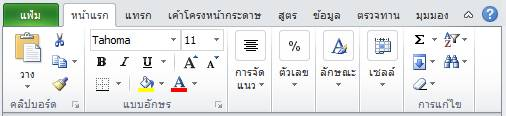 แฟ้ม หน้าแรก แทรก เค้าโครงหน้ากระดาษ สูตร ข้อมูล ตรวจทาน มุมมอง
วาง
คลิปบอร์ด
Tahoma 11
B I U A A
A
แบบอักษร
การจัด
แนว
%
ตัวเลข
A
ลักษณะ
เซลล์
Σ A Z
การแก้ไข